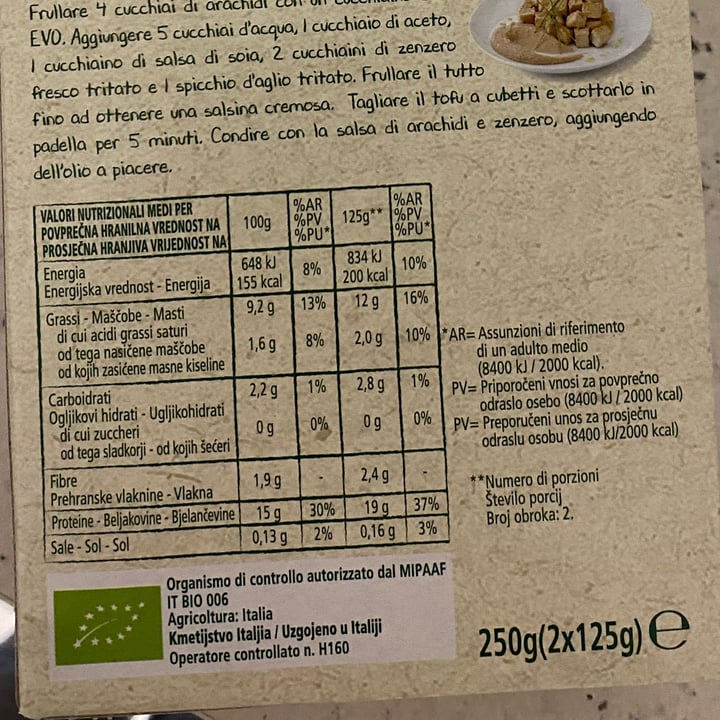 Frullare 4 cucchiai di arachidi con un
EVO. Aggiungere 5 cucchiai d'acqua, 1 cucchiaio di aceto,
1 cucchiaino di salsa di soia, 2 cucchiaini di zenzero
fresco tritato e 1 spicchio d'aglio tritato. Frullare il tutto
fino ad ottenere una salsina cremosa. Tagliare il tofu a cubetti e scottarlo in
padella per 5 minuti. Condire con la salsa di arachidi e zenzero, aggiungendo
dell'olio a piacere.
VALORI NUTRIZIONALI MEDI PER
POVPREČNA HRANILNA VREDNOST NA
PROSJEČNA HRANJIVA VRIJEDNOST NA
100g
%AR
%PV
%PU*
125g**
%AR
%PV
%PU*
Energia
Energijska vrednost - Energija
648 kJ
155 kcal
8%
834 kJ
200 kcal
10%
Grassi - Maščobe - Masti
9,2 g 13% 12 g 16%
di cui acidi grassi saturi
od tega nasičene maščobe
od kojih zasićene masne kiseline
1,6 g 8% 2,0 g 10%
Carboidrati
Ogljikovi hidrati - Ugljikohidrati
2,2 g 1% 2,8 g 1%
di cui zuccheri
od tega sladkorji - od kojih šećeri
0 g 0% 0 g 0%
Fibre
Prehranske vlaknine - Vlakna
1,9 g - 2,4 g -
Proteine - Beljakovine - Bjelančevine 15 g 30% 19 g 37%
Sale - Sol - Sol 0,13 g 2% 0,16 g 3%
*AR= Assunzioni di riferimento
di un adulto medio
(8400 kJ / 2000 kcal).
PV= Priporočeni vnosi za povprečno
odraslo osebo (8400 kJ / 2000 kcal)
PV= Preporučeni unos za prosječnu
odraslu osobu (8400 kJ/2000 kcal)
**Numero di porzioni
Število porcij
Broj obroka: 2.
Organismo di controllo autorizzato dal MIPAAF
IT BIO 006
Agricoltura: Italia
Kmetijstvo Italjia / Uzgojeno u Italiji
Operatore controllato n. H160
250g(2x125g) e